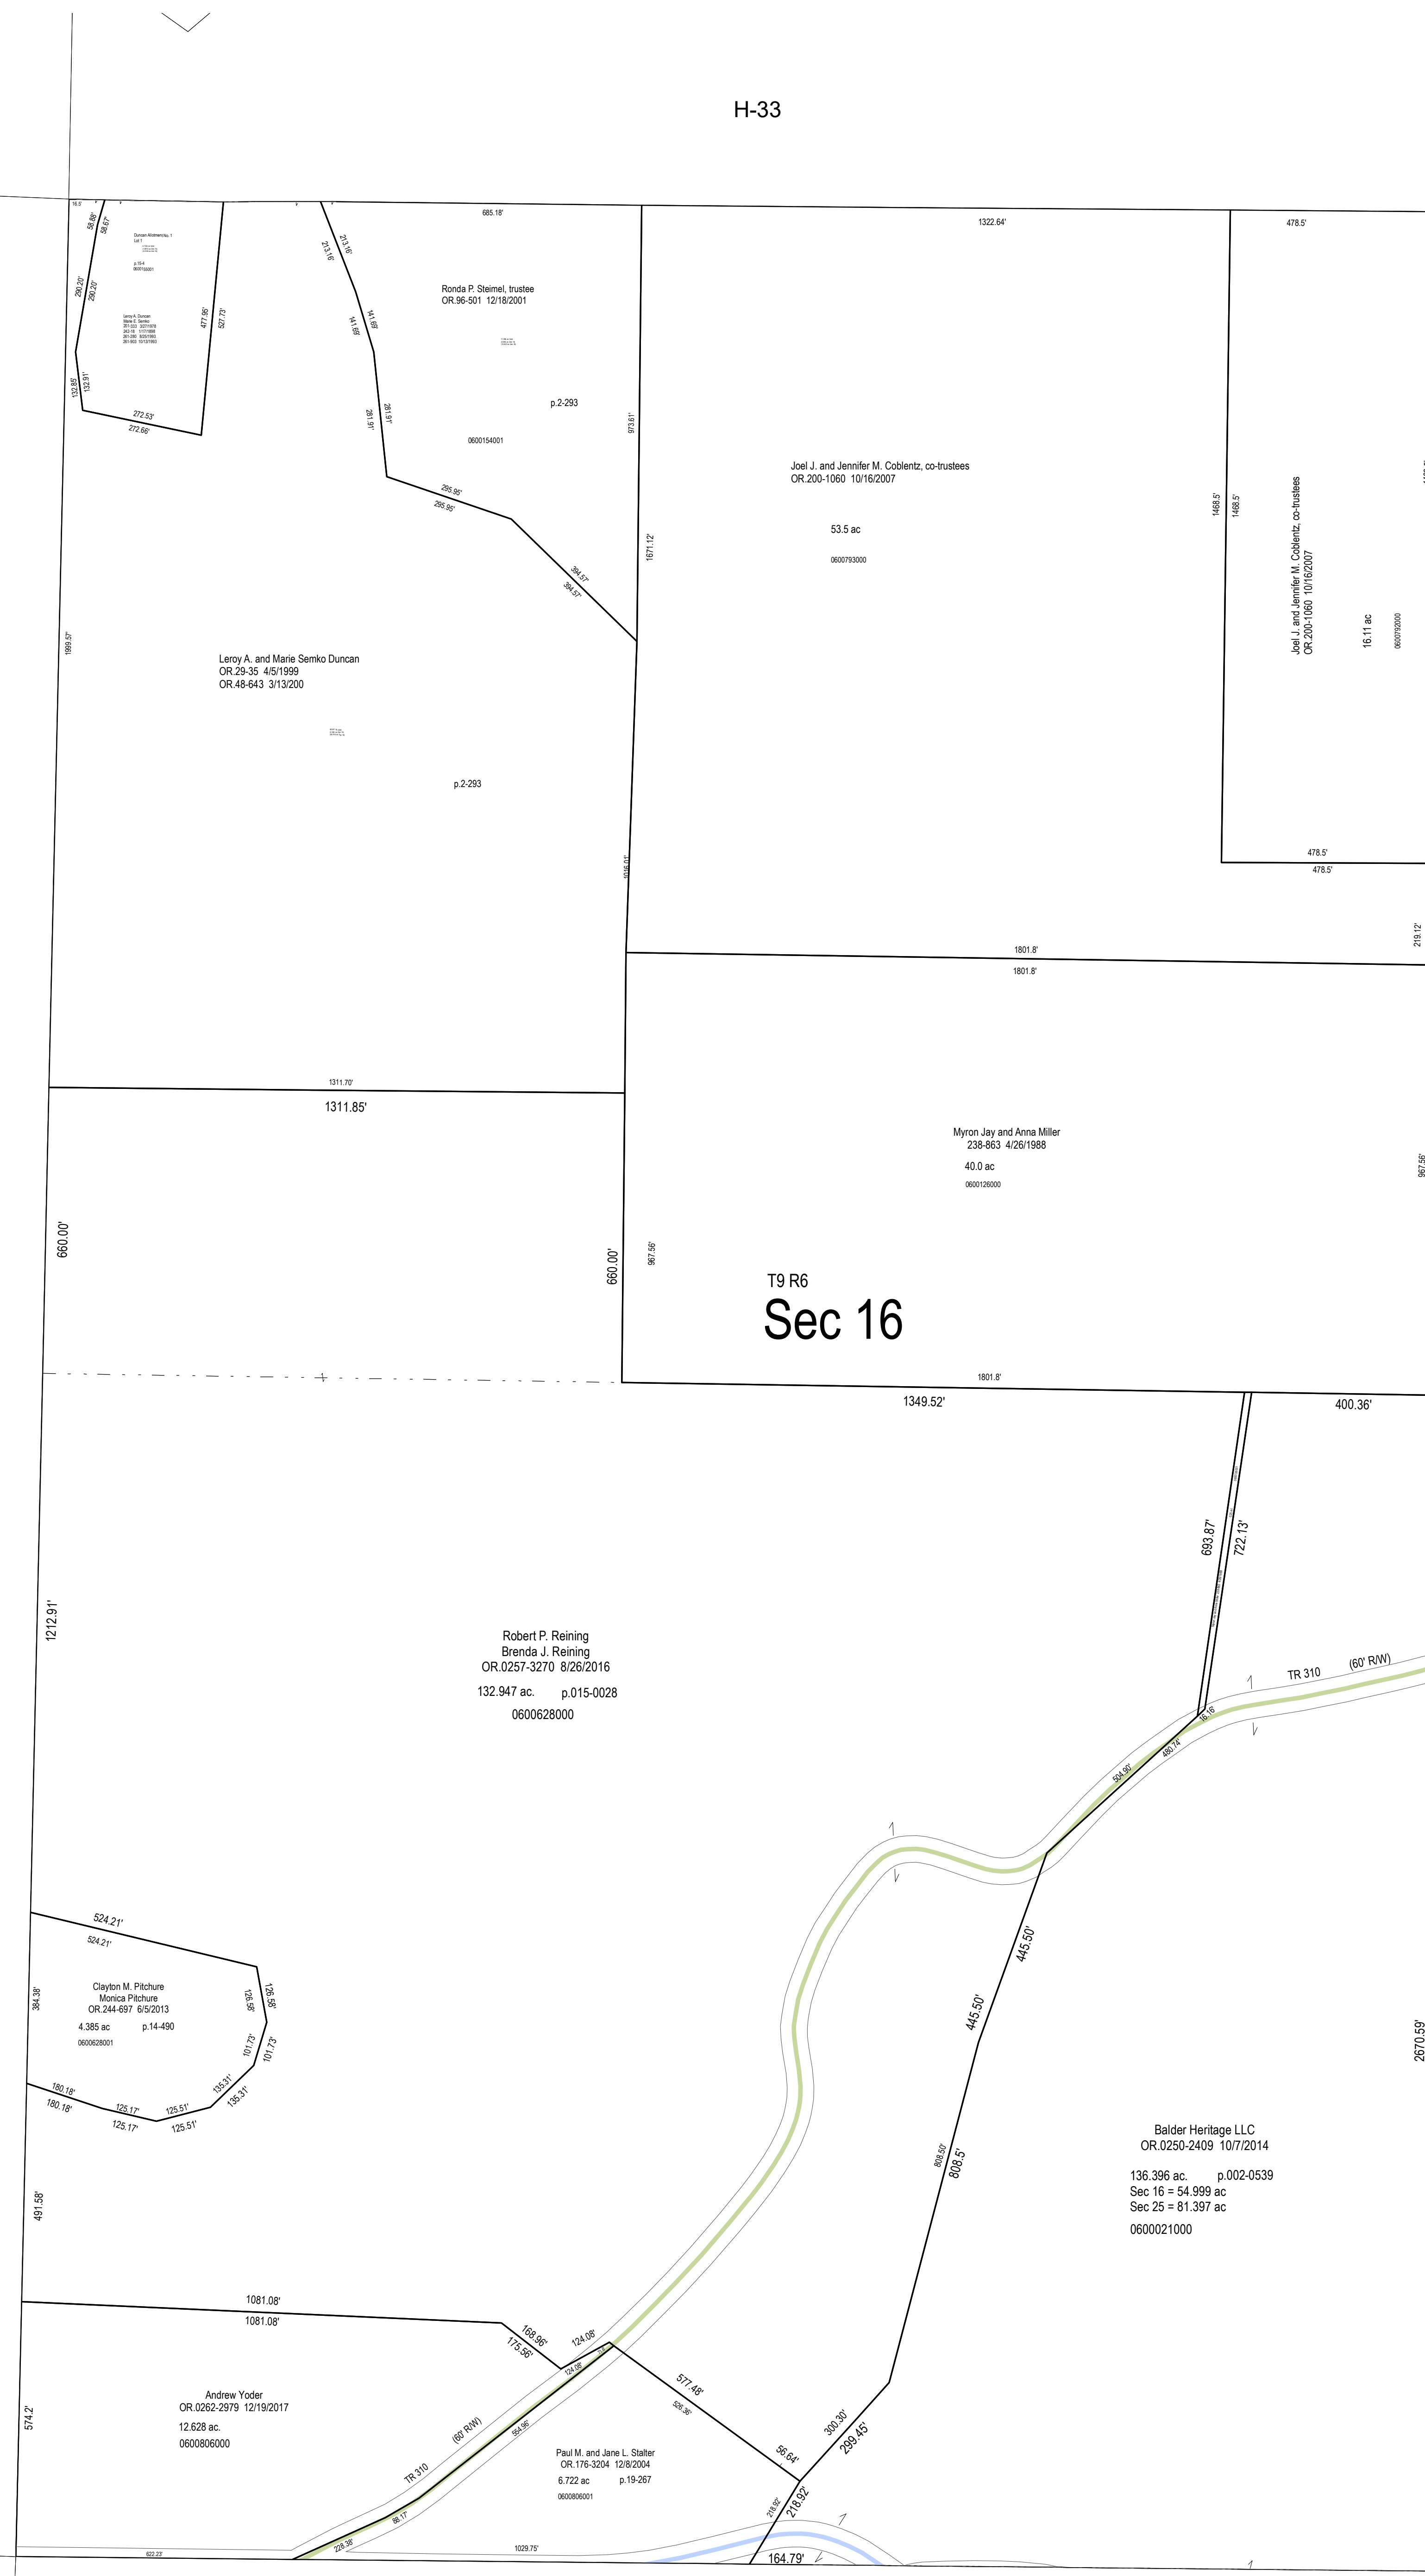 H-33
16.5'
685.18'
1322.64'
478.5'
58.88'
58.67'
Duncan Allotment No. 1
Lot 1
p.15-4
0600155001
290.20'
290.20'
Leroy A. Duncan
Marie E. Semko
132.85'
132.91'
272.53'
272.66'
477.95'
527.73'
213.16'
213.16'
141.69'
141.69'
281.91'
281.91'
Ronda P. Steimel, trustee
OR.96-501 12/18/2001
p.2-293
0600154001
295.95'
295.95'
394.57'
394.57'
973.61'
1671.12'
Joel J. and Jennifer M. Coblentz, co-trustees
OR.200-1060 10/16/2007
53.5 ac
0600793000
1468.5'
1468.5'
Joel J. and Jennifer M. Coblentz, co-trustees
OR.200-1060 10/16/2007
16.11 ac
0600792000
478.5'
478.5'
219.12'
1999.57'
Leroy A. and Marie Semko Duncan
OR.29-35 4/5/1999
OR.48-643 3/13/200
p.2-293
1016.01'
1801.8'
1801.8'
1311.70'
1311.85'
Myron Jay and Anna Miller
238-863 4/26/1988
40.0 ac
0600126000
967.56'
967.56'
660.00'
660.00'
T9 R6
Sec 16
1801.8'
1349.52'
400.36'
693.87'
722.13'
1212.91'
Robert P. Reining
Brenda J. Reining
OR.0257-3270 8/26/2016
132.947 ac. p.015-0028
0600628000
TR 310 (60' R/W)
16.16'
504.90'
480.74'
445.50'
445.50'
524.21'
524.21'
Clayton M. Pitchure
Monica Pitchure
OR.244-697 6/5/2013
4.385 ac p.14-490
0600628001
384.38'
126.58'
126.58'
101.73'
101.73'
135.31'
135.31'
125.51'
125.51'
125.17'
125.17'
180.18'
180.18'
491.58'
2670.59'
808.50'
808.5'
Balder Heritage LLC
OR.0250-2409 10/7/2014
136.396 ac. p.002-0539
Sec 16 = 54.999 ac
Sec 25 = 81.397 ac
0600021000
1081.08'
1081.08'
168.96'
175.56'
124.08'
124.08'
577.48'
526.36'
56.64'
300.30'
299.45'
218.92'
218.92'
574.2'
Andrew Yoder
OR.0262-2979 12/19/2017
12.628 ac.
0600806000
TR 310 (60' R/W)
554.96'
88.17'
228.38'
Paul M. and Jane L. Stalter
OR.176-3204 12/8/2004
6.722 ac p.19-267
0600806001
622.23'
1029.75'
164.79'